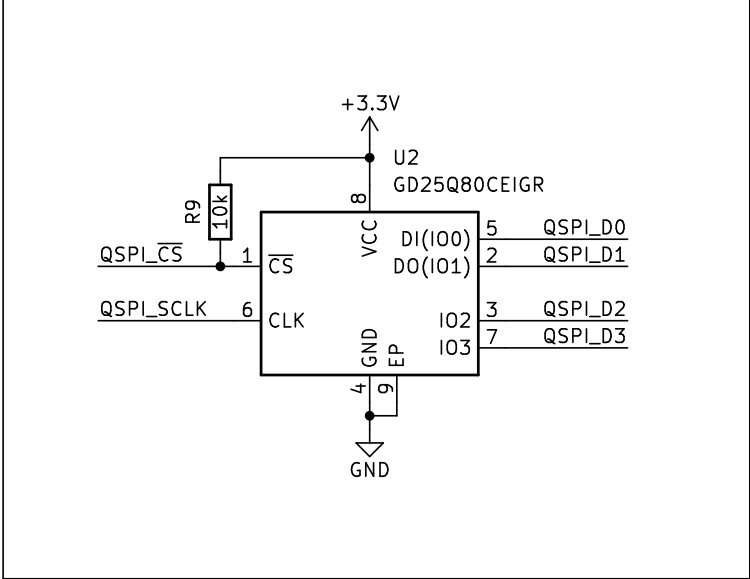 +3.3V
U2
GD25Q80CEIGR
8
R9
10k
VCC
QSPI_CS
1
CS
DI(IO0)
5
QSPI_D0
DO(IO1)
2
QSPI_D1
QSPI_SCLK
6
CLK
IO2
3
QSPI_D2
IO3
7
QSPI_D3
GND
EP
4
9
GND